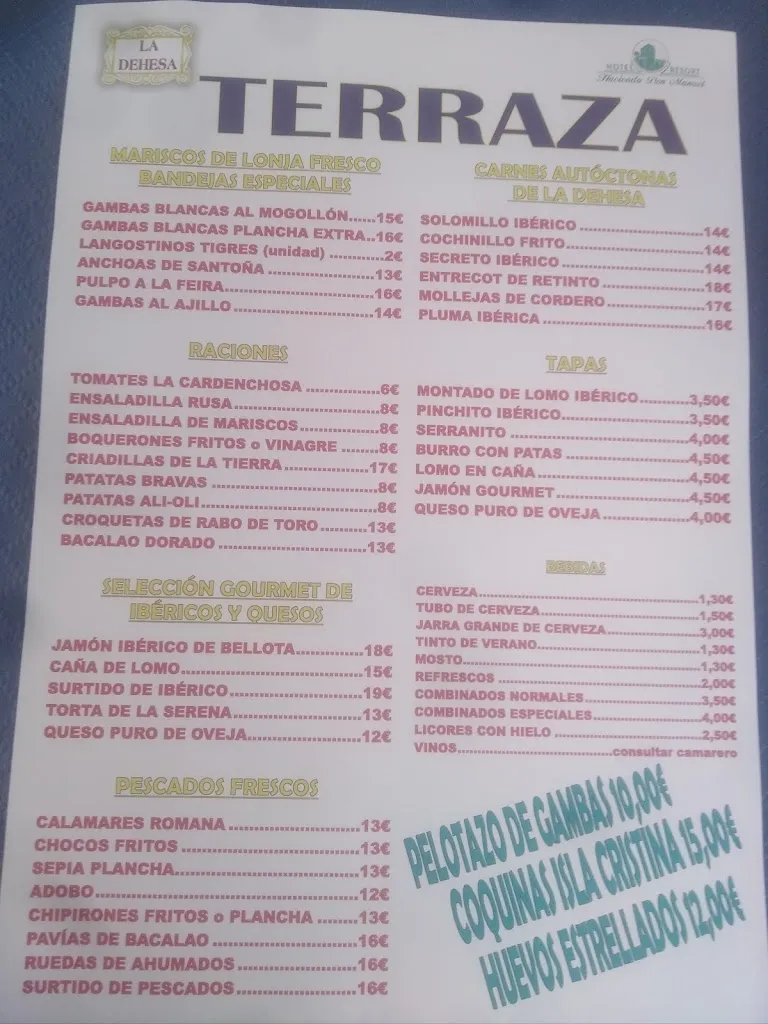 LA
DEHESA
HOTEL RESORT
Hacienda Don Manuel
TERRAZA
MARISCOS DE LONJA FRESCO
BANDEJAS ESPECIALES
GAMBAS BLANCAS AL MOGOLLÓN......15€
GAMBAS BLANCAS PLANCHA EXTRA..16€
LANGOSTINOS TIGRES (unidad) ..........2€
ANCHOAS DE SANTOÑA ....................13€
PULPO A LA FEIRA............................16€
GAMBAS AL AJILLO...........................14€
RACIONES
TOMATES LA CARDENCHOSA ..............6€
ENSALADILLA RUSA...........................8€
ENSALADILLA DE MARISCOS...............8€
BOQUERONES FRITOS o VINAGRE .......8€
CRIADILLAS DE LA TIERRA ................17€
PATATAS BRAVAS ..............................8€
PATATAS ALI-OLI................................8€
CROQUETAS DE RABO DE TORO .........13€
BACALAO DORADO ...........................13€
SELECCIÓN GOURMET DE
IBÉRICOS Y QUESOS
JAMÓN IBÉRICO DE BELLOTA............18€
CAÑA DE LOMO................................15€
SURTIDO DE IBÉRICO........................19€
TORTA DE LA SERENA.......................13€
QUESO PURO DE OVEJA....................12€
PESCADOS FRESCOS
CALAMARES ROMANA ......................13€
CHOCOS FRITOS ...............................13€
SEPIA PLANCHA................................13€
ADOBO.............................................12€
CHIPIRONES FRITOS o PLANCHA ........13€
PAVÍAS DE BACALAO .........................16€
RUEDAS DE AHUMADOS ....................16€
SURTIDO DE PESCADOS.....................16€
CARNES AUTÓCTONAS
DE LA DEHESA
SOLOMILLO IBÉRICO .........................14€
COCHINILLO FRITO............................14€
SECRETO IBÉRICO .............................14€
ENTRECOT DE RETINTO .....................18€
MOLLEJAS DE CORDERO....................17€
PLUMA IBÉRICA ................................16€
TAPAS
MONTADO DE LOMO IBÉRICO...........3,50€
PINCHITO IBÉRICO..........................3,50€
SERRANITO ...................................4,00€
BURRO CON PATAS ........................4,50€
LOMO EN CAÑA..............................4,50€
JAMÓN GOURMET...........................4,50€
QUESO PURO DE OVEJA ..................4,00€
BEBIDAS
CERVEZA........................................1,30€
TUBO DE CERVEZA..........................1,50€
JARRA GRANDE DE CERVEZA............3,00€
TINTO DE VERANO..........................1,30€
MOSTO...........................................1,30€
REFRESCOS ....................................2,00€
COMBINADOS NORMALES................3,50€
COMBINADOS ESPECIALES...............4,00€
LICORES CON HIELO .......................2,50€
VINOS................................consultar camarero
PELOTAZO DE GAMBAS 10,00€
COQUINAS ISLA CRISTINA 15,00€
HUEVOS ESTRELLADOS 12,00€